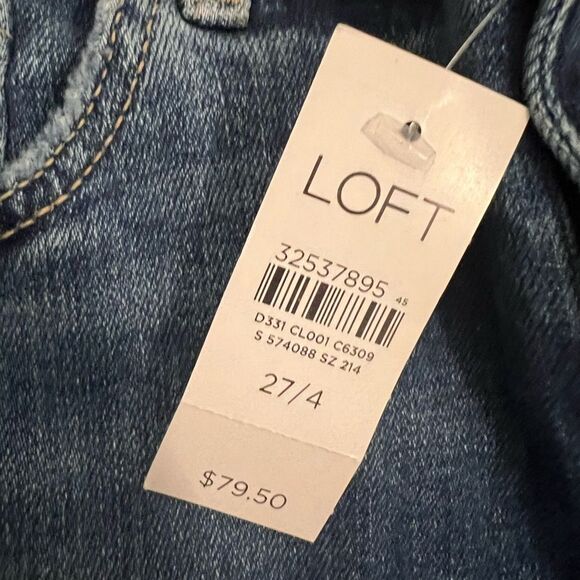 LOFT
32537895 45
D331 CL001 C6309
S 574088 SZ 214
27/4
$79.50